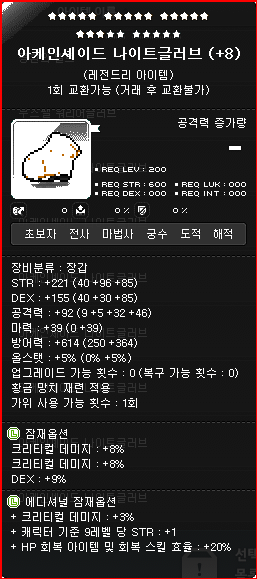 ★★★★★ ★★★★★ ★★★★★
★★★★★ ★★★★★
아케인셰이드 나이트글러브 (+8)
(레전드리 아이템)
1회 교환가능 (거래 후 교환불가)
공격력 증가량
REQ LEV : 200
REQ STR : 600 REQ LUK : 000
REQ DEX : 000 REQ INT : 000
0 0 % 0 %
초보자 전사 마법사 궁수 도적 해적
장비분류 : 장갑
STR : +221 (40 +96 +85)
DEX : +155 (40 +30 +85)
공격력 : +92 (9 +5 +32 +46)
마력 : +39 (0 +39)
방어력 : +614 (250 +364)
올스탯 : +5% (0% +5%)
업그레이드 가능 횟수 : 0 (복구 가능 횟수 : 0)
황금 망치 재련 적용
가위 사용 가능 횟수 : 1회
L 잠재옵션
크리티컬 데미지 : +8%
크리티컬 데미지 : +8%
DEX : +9%
L 에디셔널 잠재옵션
+ 크리티컬 데미지 : +3%
+ 캐릭터 기준 9레벨 당 STR : +1
+ HP 회복 아이템 및 회복 스킬 효율 : +20%